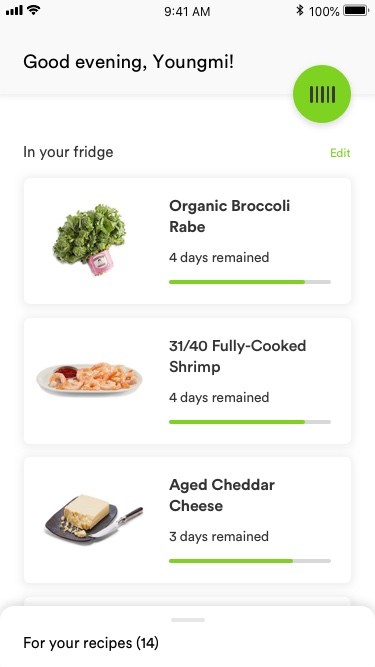 9:41 AM
100%
Good evening, Youngmi!
In your fridge
Edit
Organic Broccoli
Rabe
4 days remained
31/40 Fully-Cooked
Shrimp
4 days remained
Aged Cheddar
Cheese
3 days remained
For your recipes (14)